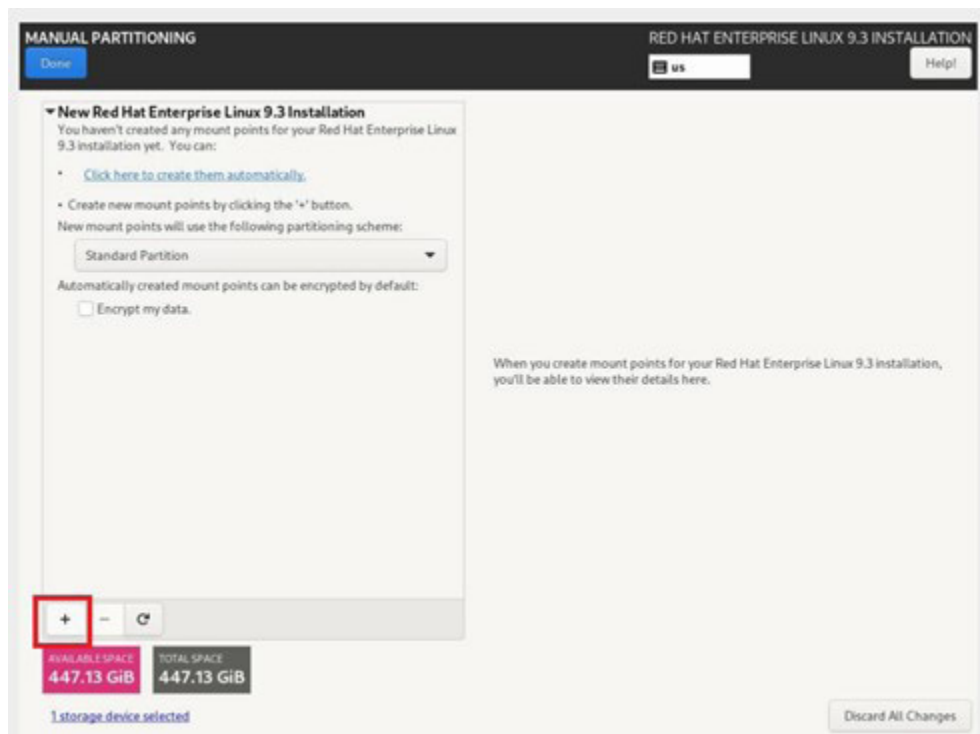 MANUAL PARTITIONING
RED HAT ENTERPRISE LINUX 9.3 INSTALLATION
Done
us
Help!
New Red Hat Enterprise Linux 9.3 Installation
You haven't created any mount points for your Red Hat Enterprise Linux
9.3 installation yet. You can:
• Click here to create them automatically.
• Create new mount points by clicking the '+' button.
New mount points will use the following partitioning scheme:
Standard Partition
Automatically created mount points can be encrypted by default:
Encrypt my data.
When you create mount points for your Red Hat Enterprise Linux 9.3 installation,
you'll be able to view their details here.
+ −
AVAILABLE SPACE
447.13 GiB
TOTAL SPACE
447.13 GiB
1 storage device selected
Discard All Changes